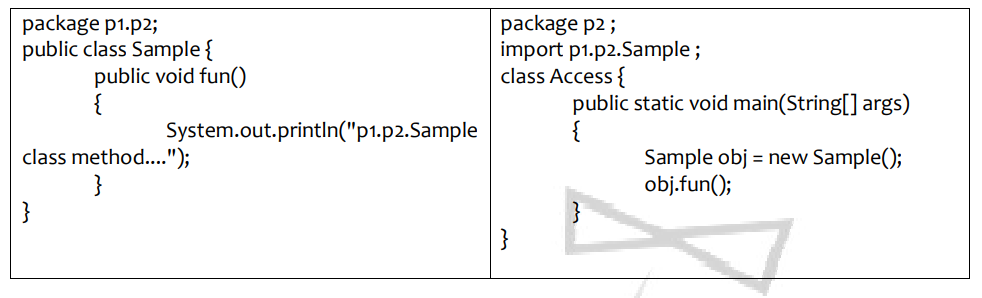 package p1.p2;
public class Sample {
public void fun()
{
System.out.println("p1.p2.Sample
class method....");
}
}
package p2 ;
import p1.p2.Sample ;
class Access {
public static void main(String[] args)
{
Sample obj = new Sample();
obj.fun();
}
}